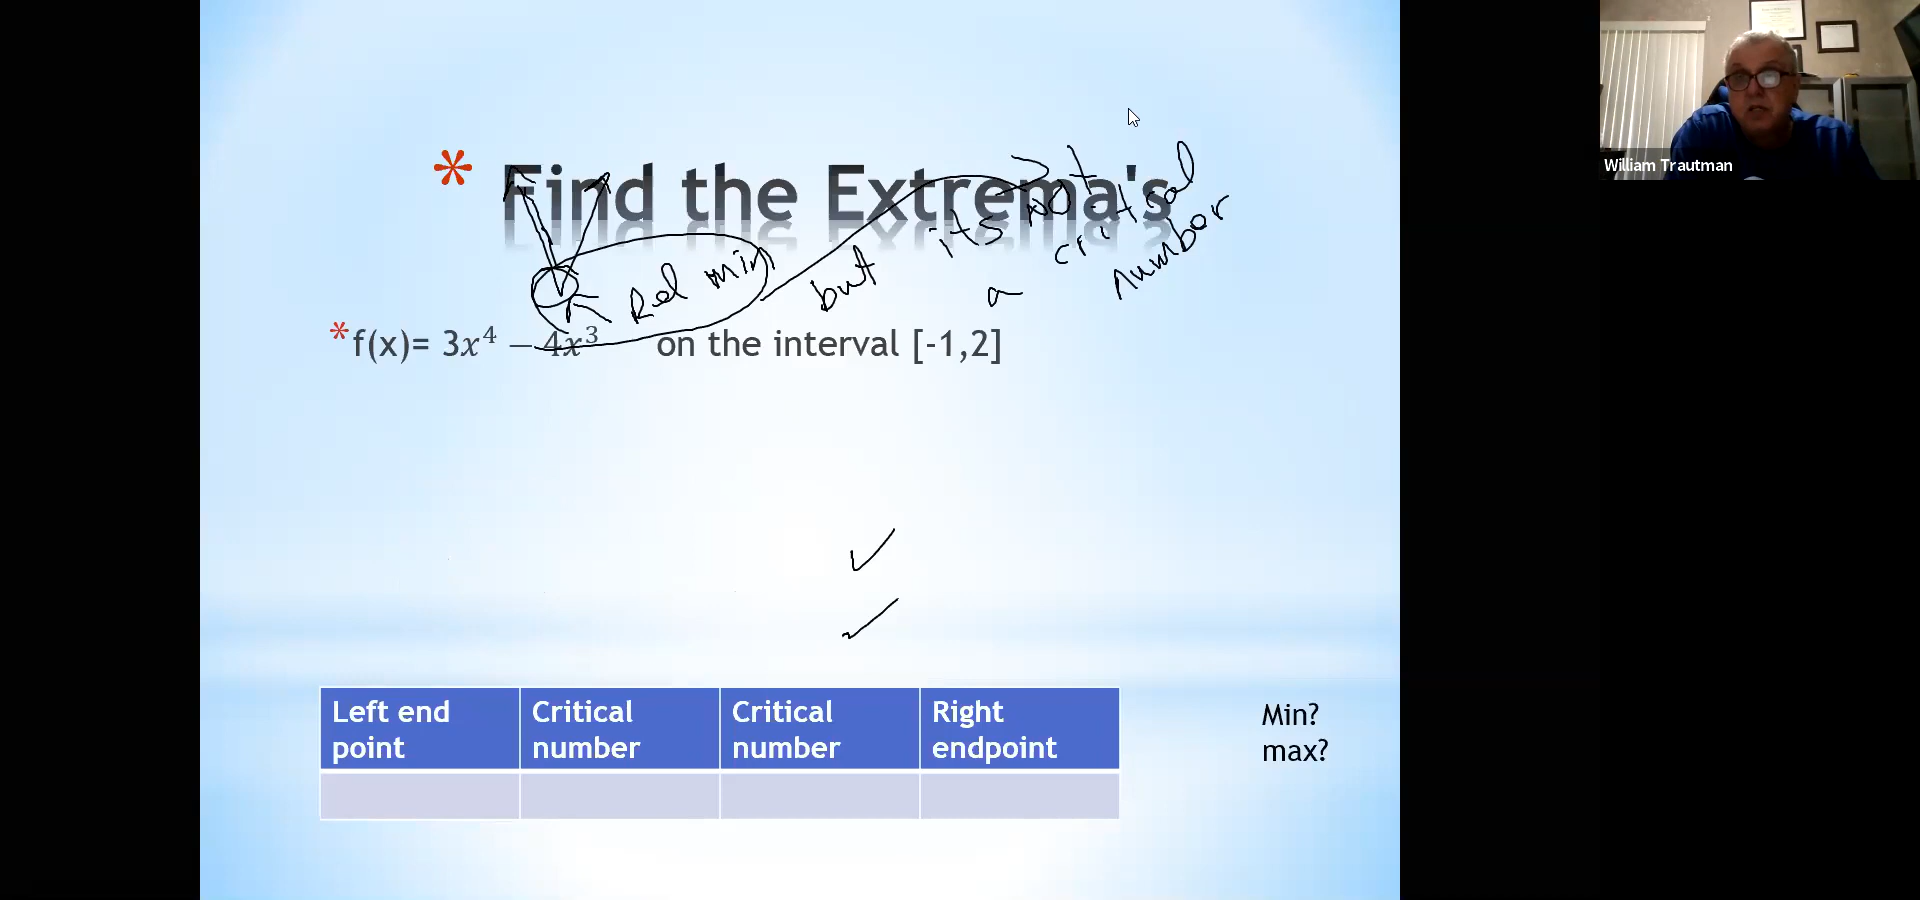 * Find the Extrema's
Rel min but its not a critical number
*f(x)= 3x⁴ − 4x³ on the interval [-1,2]
Left end point
Critical number
Critical number
Right endpoint
Min?
max?
William Trautman